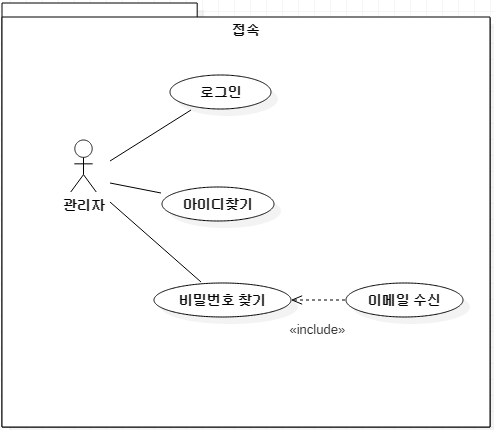 접속
로그인
관리자
아이디찾기
비밀번호 찾기
이메일 수신
«include»